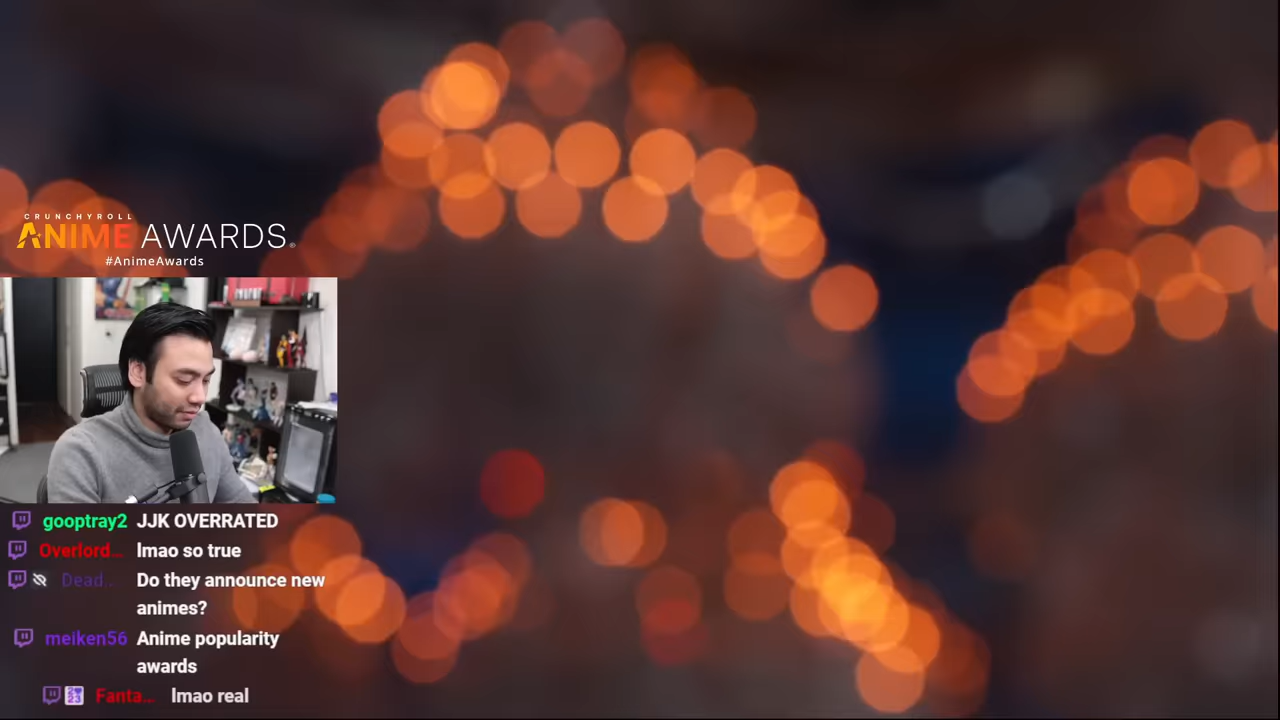 CRUNCHYROLL
ANIME AWARDS®
#AnimeAwards
gooptray2 JJK OVERRATED
Overlord... lmao so true
Dead... Do they announce new
animes?
meiken56 Anime popularity
awards
Fanta... lmao real